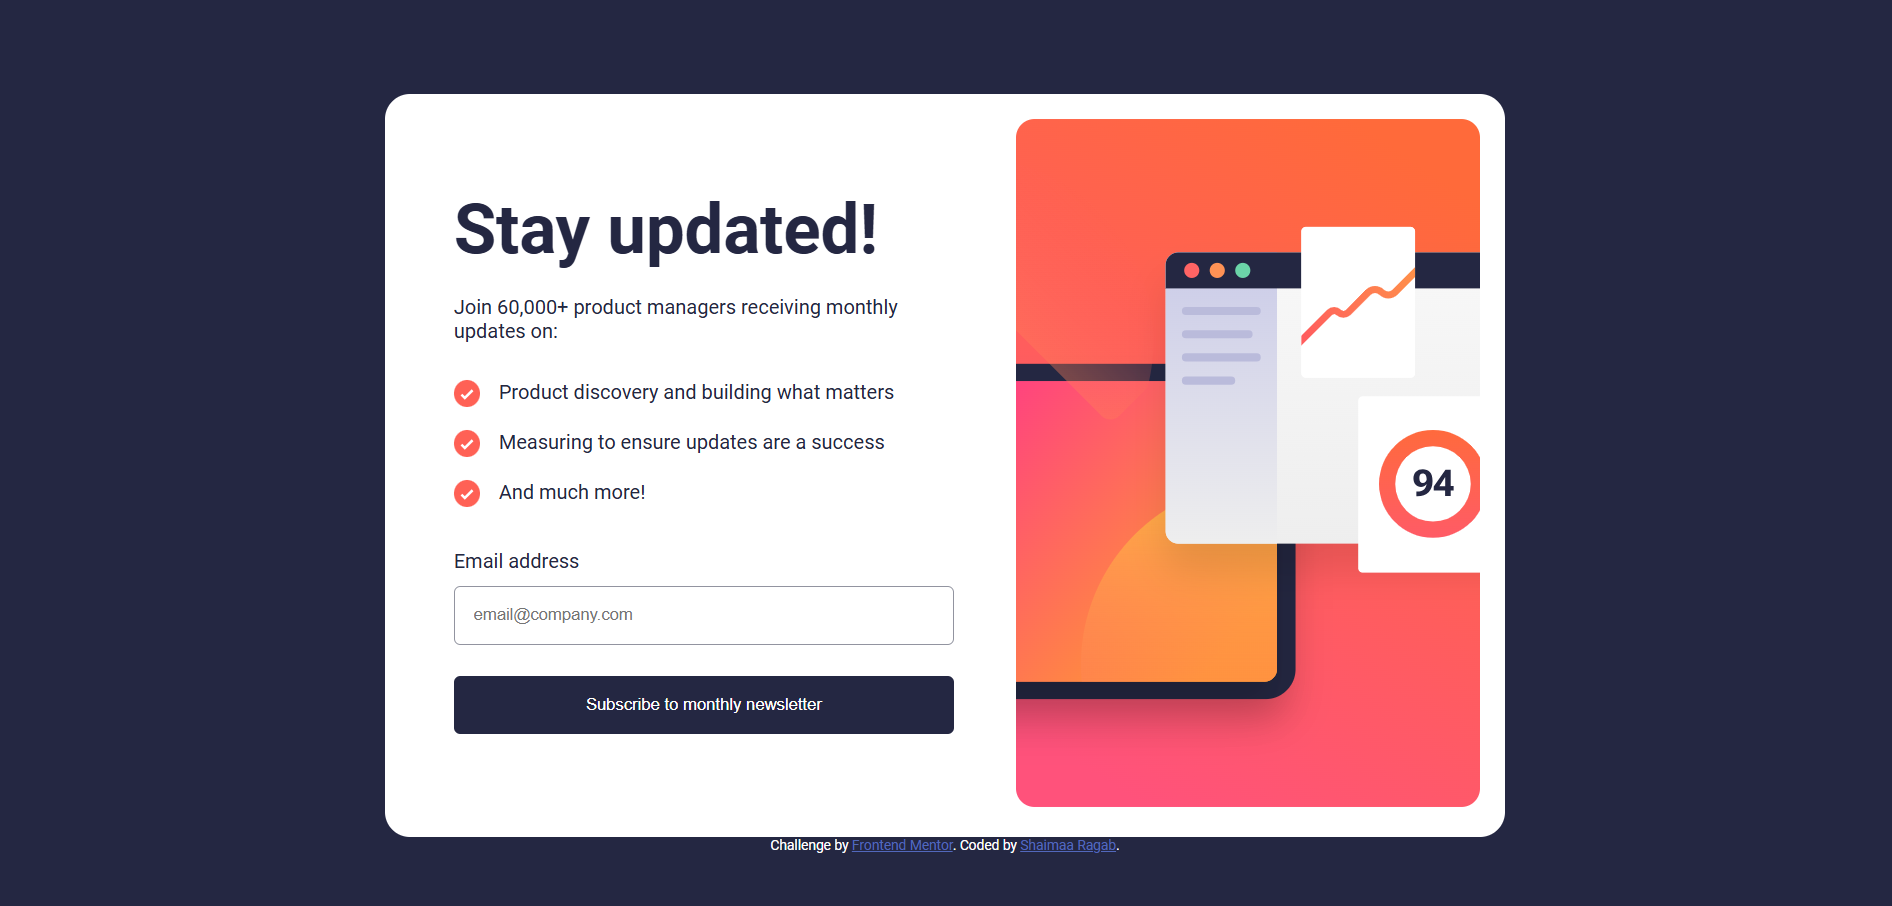 Stay updated!
Join 60,000+ product managers receiving monthly
updates on:
Product discovery and building what matters
Measuring to ensure updates are a success
And much more!
Email address
email@company.com
Subscribe to monthly newsletter
94
Challenge by Frontend Mentor. Coded by Shaimaa Ragab.